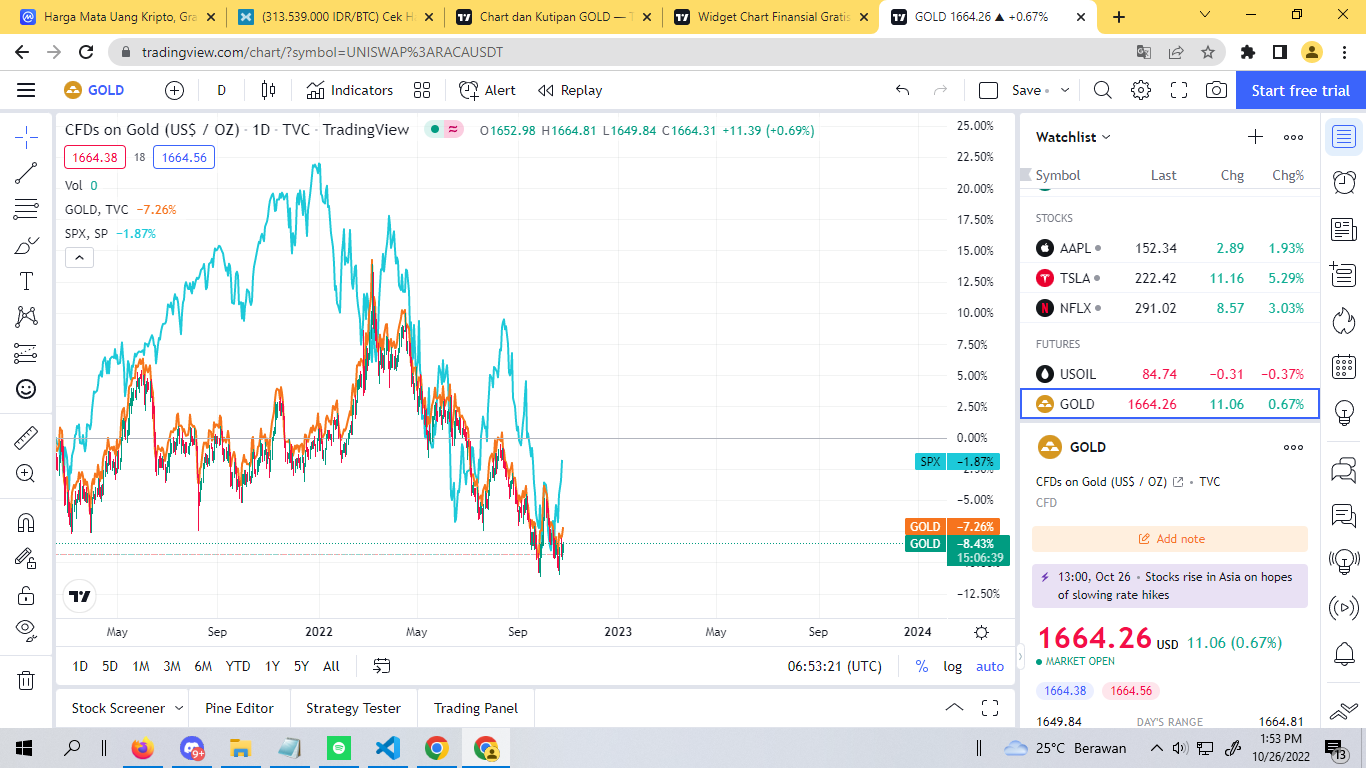 Harga Mata Uang Kripto, Gra
(313.539.000 IDR/BTC) Cek H
Chart dan Kutipan GOLD — T
Widget Chart Finansial Gratis
GOLD 1664.26 ▲ +0.67%
tradingview.com/chart/?symbol=UNISWAP%3ARACAUSDT
GOLD
D
Indicators
Alert
Replay
Save
Start free trial
CFDs on Gold (US$ / OZ) · 1D · TVC · TradingView
O1652.98 H1664.81 L1649.84 C1664.31 +11.39 (+0.69%)
1664.38 18 1664.56
Vol 0
GOLD, TVC −7.26%
SPX, SP −1.87%
25.00%
22.50%
20.00%
17.50%
15.00%
12.50%
10.00%
7.50%
5.00%
2.50%
0.00%
SPX −1.87%
−5.00%
GOLD −7.26%
GOLD −8.43%
15:06:39
−12.50%
May Sep 2022 May Sep 2023 May Sep 2024
1D 5D 1M 3M 6M YTD 1Y 5Y All
06:53:21 (UTC) % log auto
Stock Screener Pine Editor Strategy Tester Trading Panel
Watchlist
Symbol Last Chg Chg%
STOCKS
AAPL 152.34 2.89 1.93%
TSLA 222.42 11.16 5.29%
NFLX 291.02 8.57 3.03%
FUTURES
USOIL 84.74 −0.31 −0.37%
GOLD 1664.26 11.06 0.67%
GOLD
CFDs on Gold (US$ / OZ) • TVC
CFD
Add note
13:00, Oct 26 • Stocks rise in Asia on hopes
of slowing rate hikes
1664.26 USD 11.06 (0.67%)
MARKET OPEN
1664.38 1664.56
1649.84 DAY'S RANGE 1664.81
9+
25°C Berawan
1:53 PM
10/26/2022
13